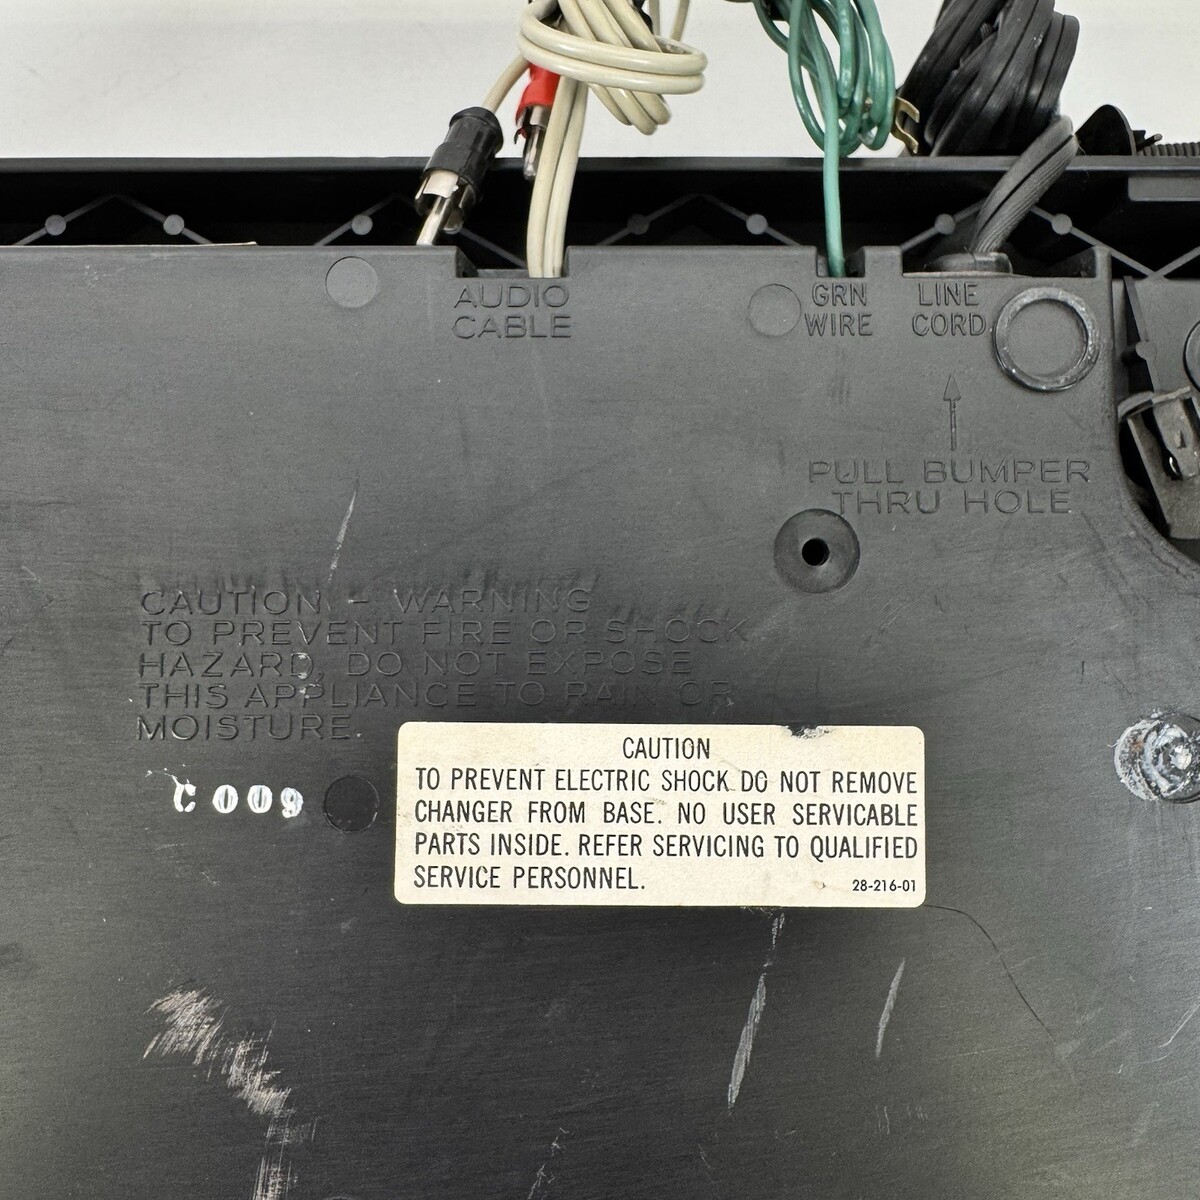 AUDIO
CABLE
GRN
WIRE
LINE
CORD
PULL BUMPER
THRU HOLE
CAUTION - WARNING
TO PREVENT FIRE OR SHOCK
HAZARD, DO NOT EXPOSE
THIS APPLIANCE TO RAIN OR
MOISTURE.
C 009
CAUTION
TO PREVENT ELECTRIC SHOCK DO NOT REMOVE
CHANGER FROM BASE. NO USER SERVICABLE
PARTS INSIDE. REFER SERVICING TO QUALIFIED
SERVICE PERSONNEL.
28-216-01